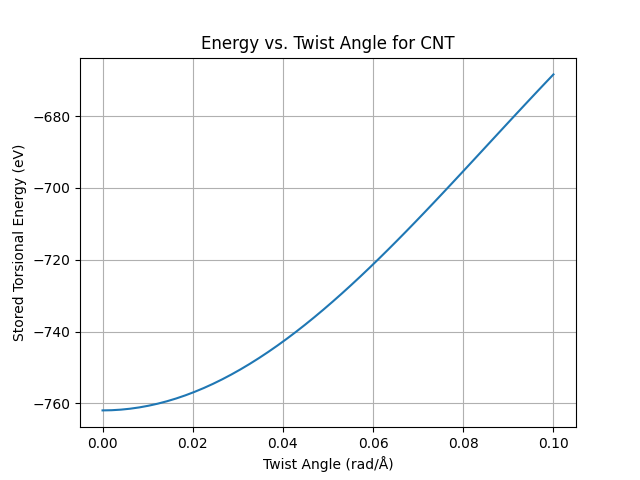 Energy vs. Twist Angle for CNT
Stored Torsional Energy (eV)
−680
−700
−720
−740
−760
0.00 0.02 0.04 0.06 0.08 0.10
Twist Angle (rad/Å)